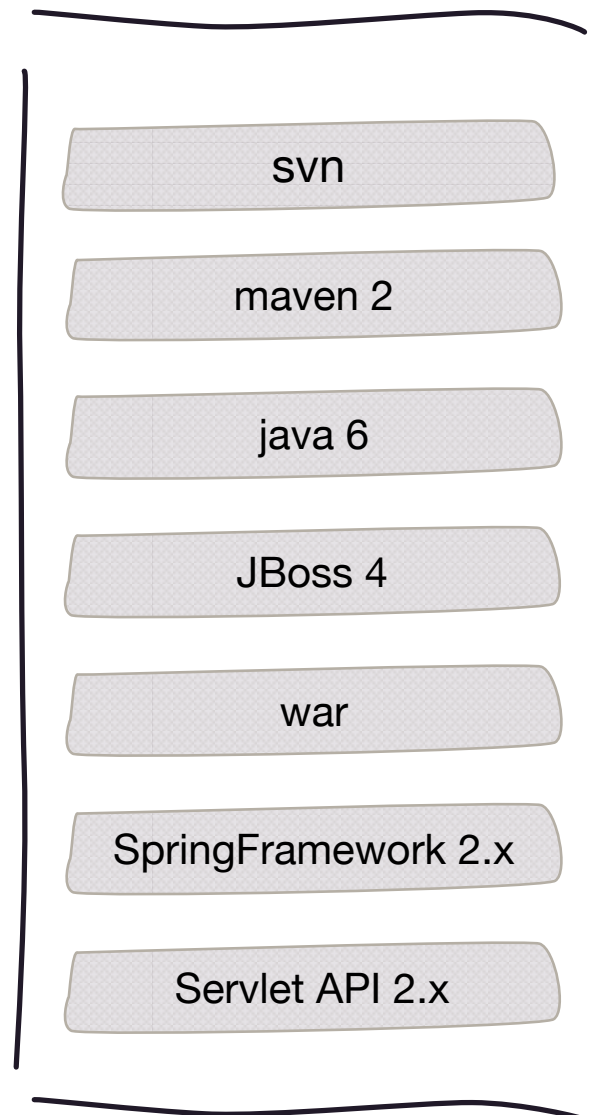 svn
maven 2
java 6
JBoss 4
war
SpringFramework 2.x
Servlet API 2.x